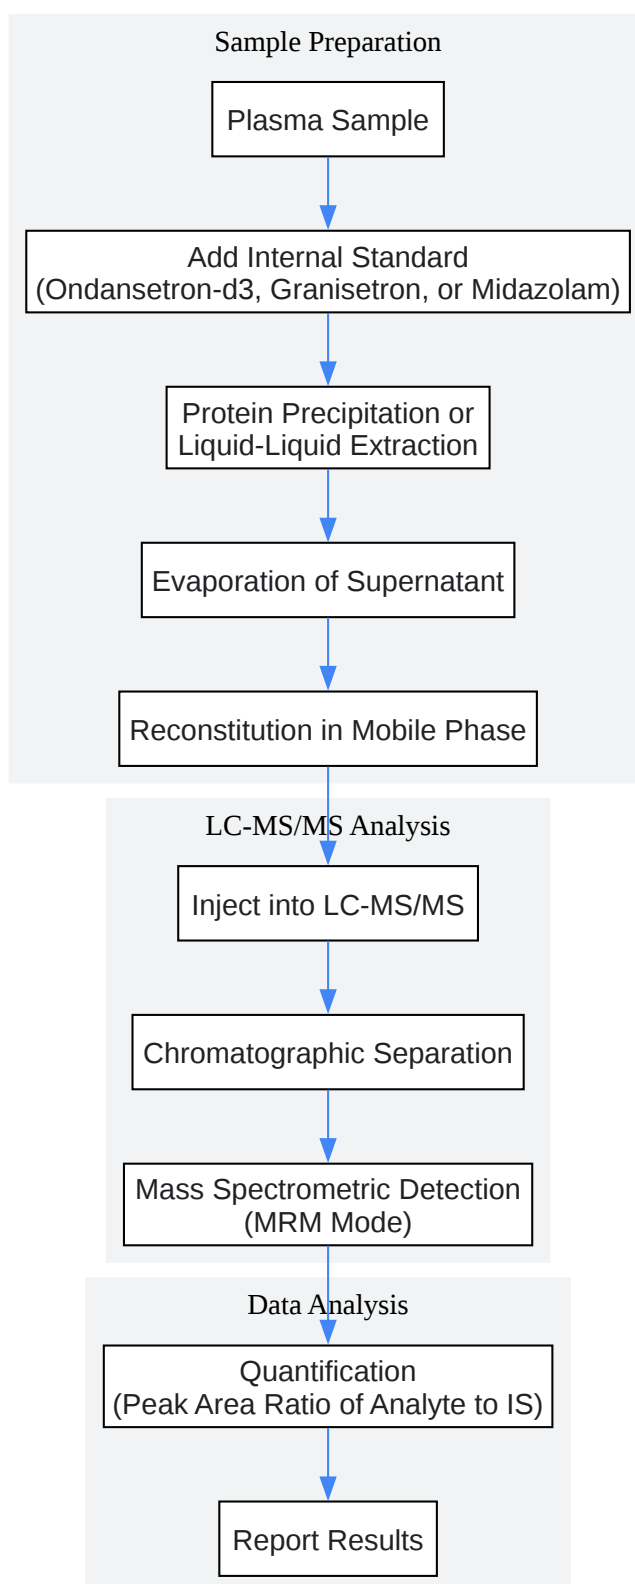 Sample Preparation
Plasma Sample
Add Internal Standard
(Ondansetron-d3, Granisetron, or Midazolam)
Protein Precipitation or
Liquid-Liquid Extraction
Evaporation of Supernatant
Reconstitution in Mobile Phase
LC-MS/MS Analysis
Inject into LC-MS/MS
Chromatographic Separation
Mass Spectrometric Detection
(MRM Mode)
Data Analysis
Quantification
(Peak Area Ratio of Analyte to IS)
Report Results